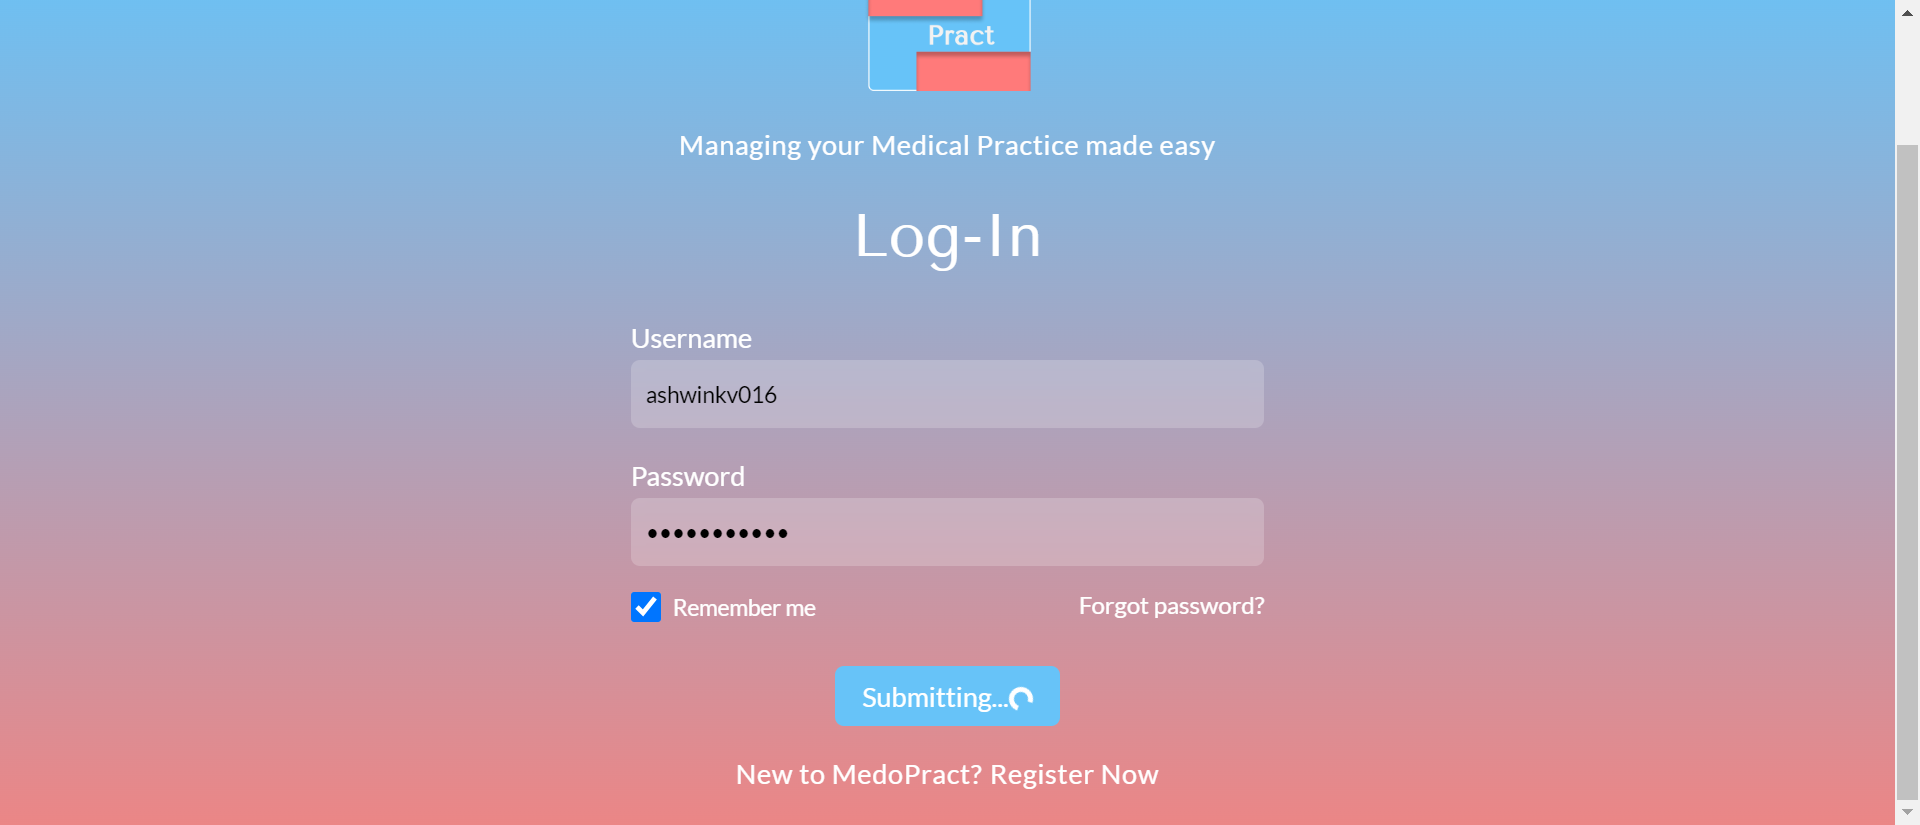 Pract
Managing your Medical Practice made easy
Log-In
Username
ashwinkv016
Password
•••••••••••
Remember me
Forgot password?
Submitting...
New to MedoPract? Register Now